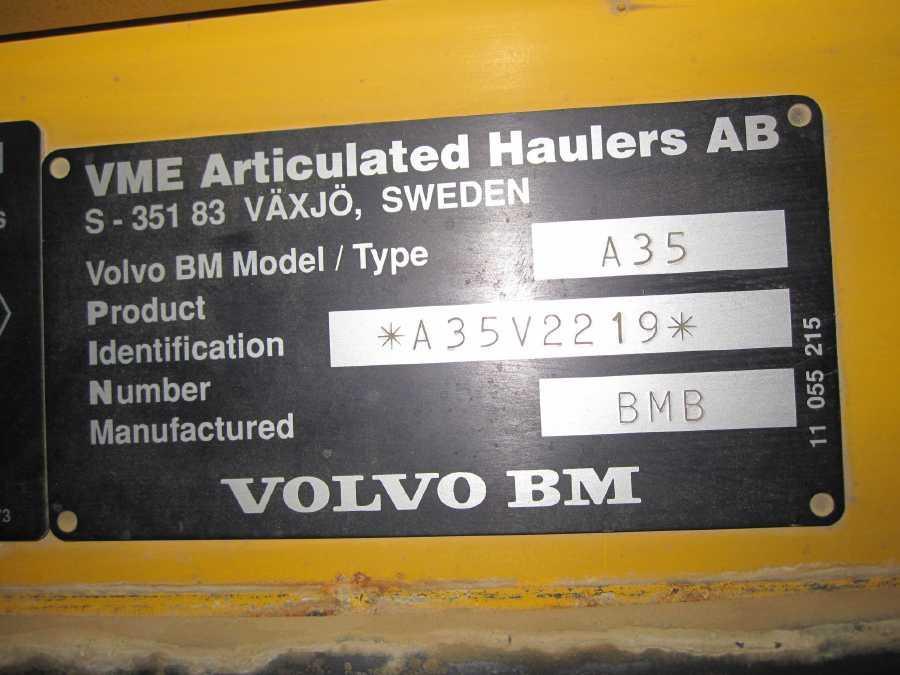 VME Articulated Haulers AB
S - 351 83 VÄXJÖ, SWEDEN
Volvo BM Model / Type A35
Product
Identification *A35V2219*
Number
Manufactured BMB
VOLVO BM
11 055 215